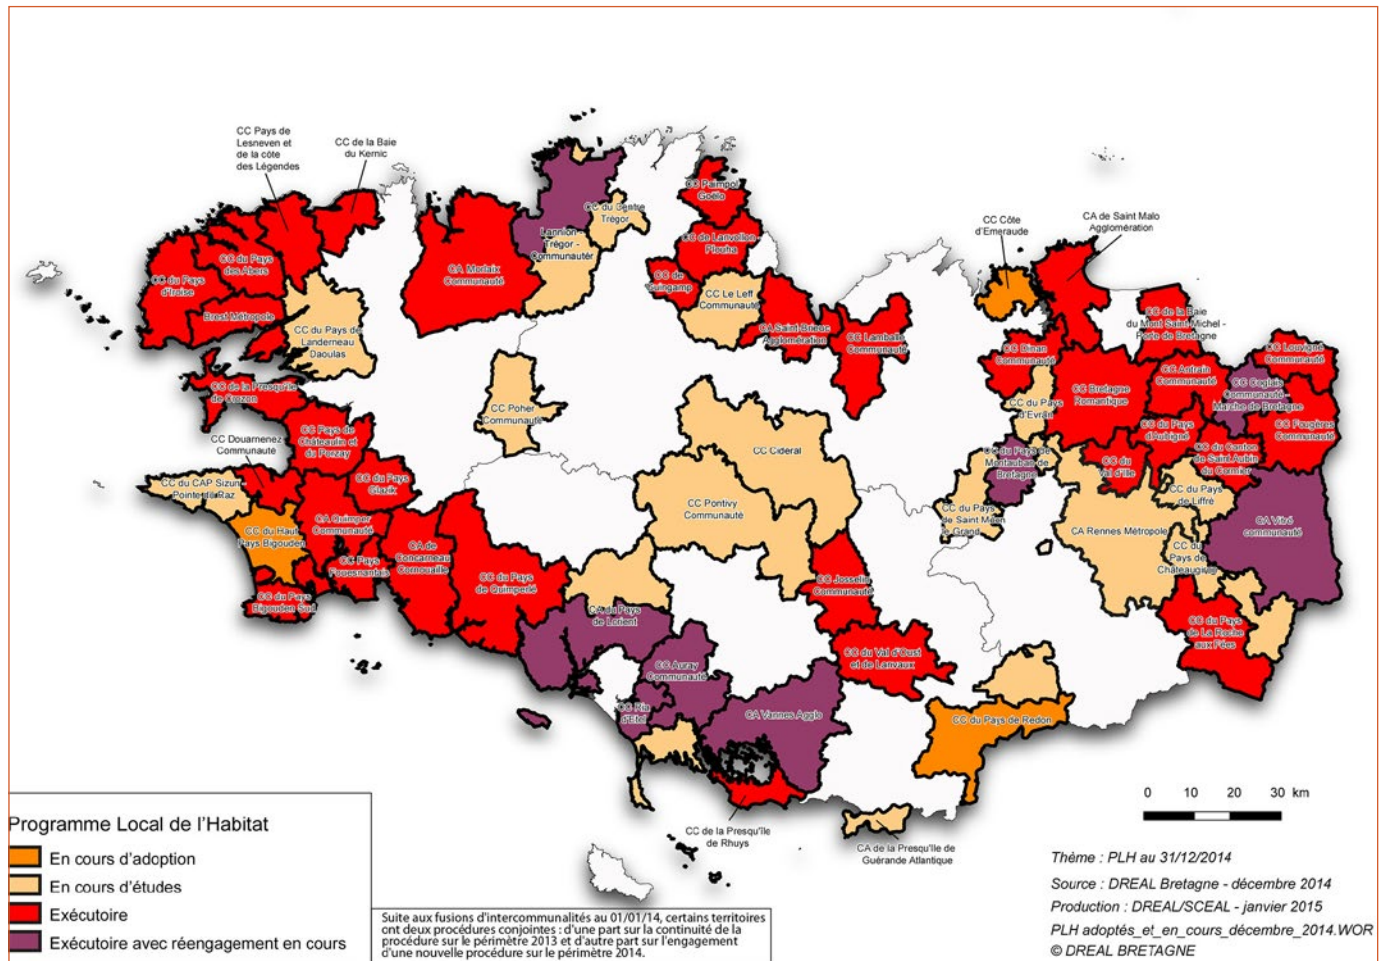 CC Pays de
Lesneven et
de la côte
des Légendes
CC de la Baie
du Kernic
CC du Pays
des Abers
CC du Pays
d'Iroise
Brest Métropole
CC du Pays de
Landerneau
Daoulas
CA Morlaix
Communauté
Lannion -
Trégor -
Communauter
CC du Centre
Trégor
CC Paimpol
Goëlo
CC de Lanvollon -
Plouha
CC de
Guingamp
CC Le Leff
Communauté
CA Saint Brieuc
Agglomération
CC Lamballe
Communauté
CC Côte
d'Emeraude
CA de Saint Malo
Agglomération
CC de la Baie
du Mont Saint-Michel -
Porte de Bretagne
CC Dinan
Communauté
CC du Pays
d'Evran
CC Bretagne
Romantique
CC Antrain
Communauté
CC Louvigné
Communauté
CC Coglais
Communauté -
Marche de Bretagne
CC Fougères
Communauté
CC du Pays
d'Aubigné
CC du Canton
de Saint Aubin
du Cormier
CC du
Val d'Ille
CC du Pays de
Montauban de
Bretagne
CC du Pays
de Saint Méen
le Grand
CC du Pays
de Liffré
CA Rennes Métropole
CC du
Pays de
Châteaugiron
CA Vitré
communauté
CC du Pays
de La Roche
aux Fées
CC de la Presqu'île
de Crozon
CC Pays de
Châteaulin et
du Porzay
CC Douarnenez
Communauté
CC du CAP Sizun -
Pointe du Raz
CC du Pays
Glazik
CC du Haut
Pays Bigouden
CA Quimper
Communauté
CC Pays
Fouesnantais
CC du Pays
Bigouden Sud
CA de
Concarneau
Cornouaille
CC du Pays
de Quimperlé
CC Poher
Communauté
CC Cidéral
CC Pontivy
Communauté
CA du Pays
de Lorient
CC Auray
Communauté
CC Ria
d'Etel
CA Vannes Agglo
CC Josselin
Communauté
CC du Val d'Oust
et de Lanvaux
CC du Pays de Redon
CC de la Presqu'île
de Rhuys
CA de la Presqu'île de
Guérande Atlantique
0 10 20 30 km
Programme Local de l'Habitat
En cours d'adoption
En cours d'études
Exécutoire
Exécutoire avec réengagement en cours
Suite aux fusions d'intercommunalités au 01/01/14, certains territoires
ont deux procédures conjointes : d'une part sur la continuité de la
procédure sur le périmètre 2013 et d'autre part sur l'engagement
d'une nouvelle procédure sur le périmètre 2014.
Thème : PLH au 31/12/2014
Source : DREAL Bretagne - décembre 2014
Production : DREAL/SCEAL - janvier 2015
PLH adoptés_et_en_cours_décembre_2014.WOR
© DREAL BRETAGNE